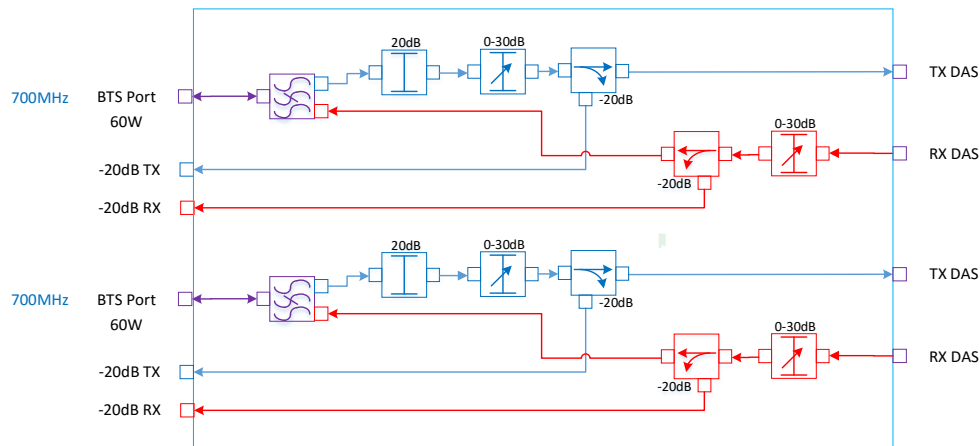 20dB
0-30dB
TX DAS
700MHz
BTS Port
60W
-20dB
0-30dB
-20dB TX
RX DAS
-20dB
-20dB RX
20dB
0-30dB
TX DAS
700MHz
BTS Port
60W
-20dB
0-30dB
-20dB TX
RX DAS
-20dB
-20dB RX